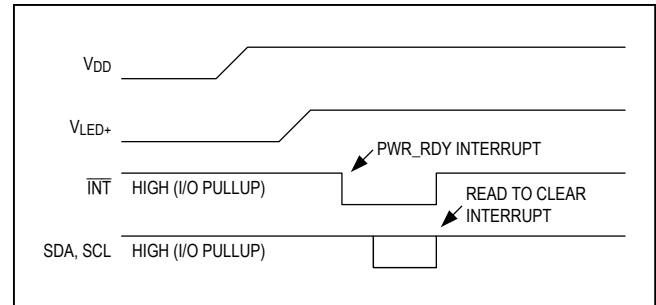 VDD
VLED+
PWR_RDY INTERRUPT
INT HIGH (I/O PULLUP)
READ TO CLEAR
INTERRUPT
SDA, SCL HIGH (I/O PULLUP)